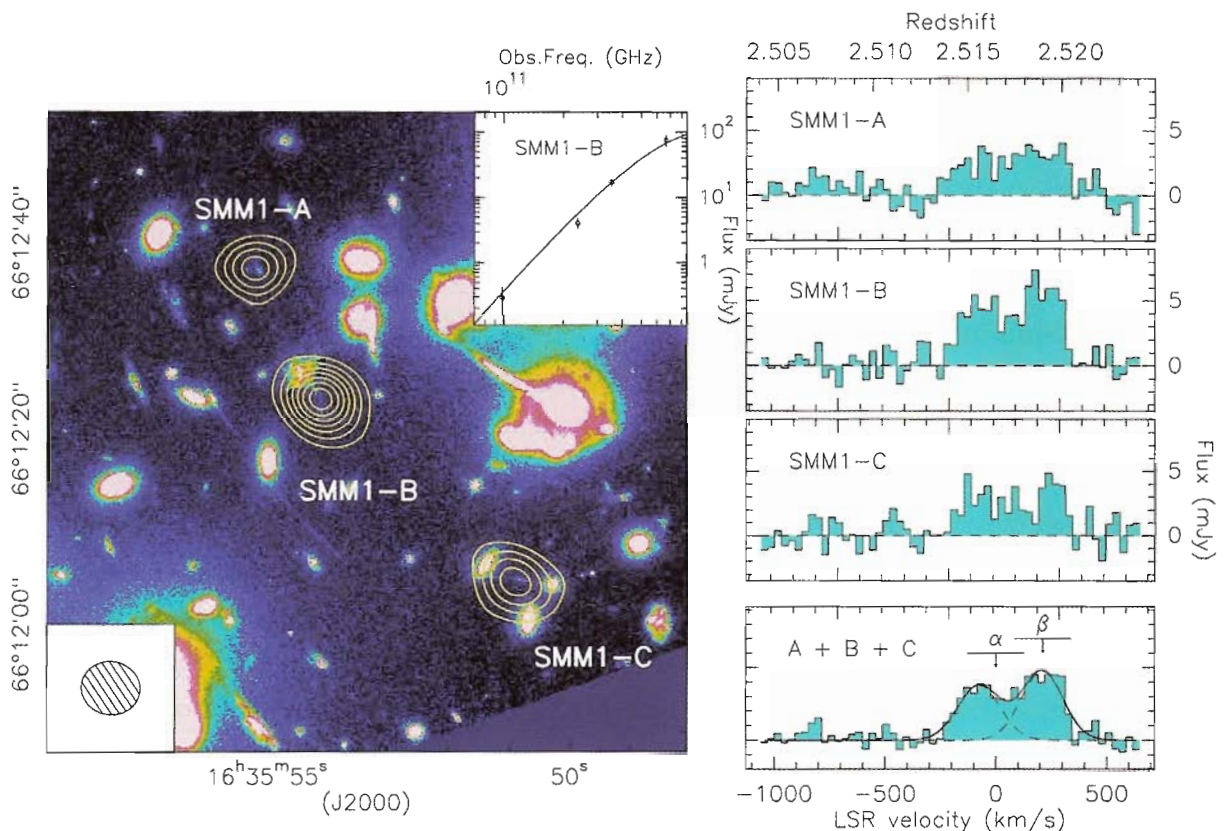 Obs.Freq. (GHz)
10¹¹
SMM1-B
10²
10¹
1
Flux (mJy)
SMM1-A
SMM1-B
SMM1-C
66°12'40"
66°12'20"
66°12'00"
16ʰ35ᵐ55ˢ
50ˢ
(J2000)
Redshift
2.505 2.510 2.515 2.520
SMM1-A
5
0
SMM1-B
5
0
SMM1-C
5
0
Flux (mJy)
A + B + C
α
β
-1000 -500 0 500
LSR velocity (km/s)